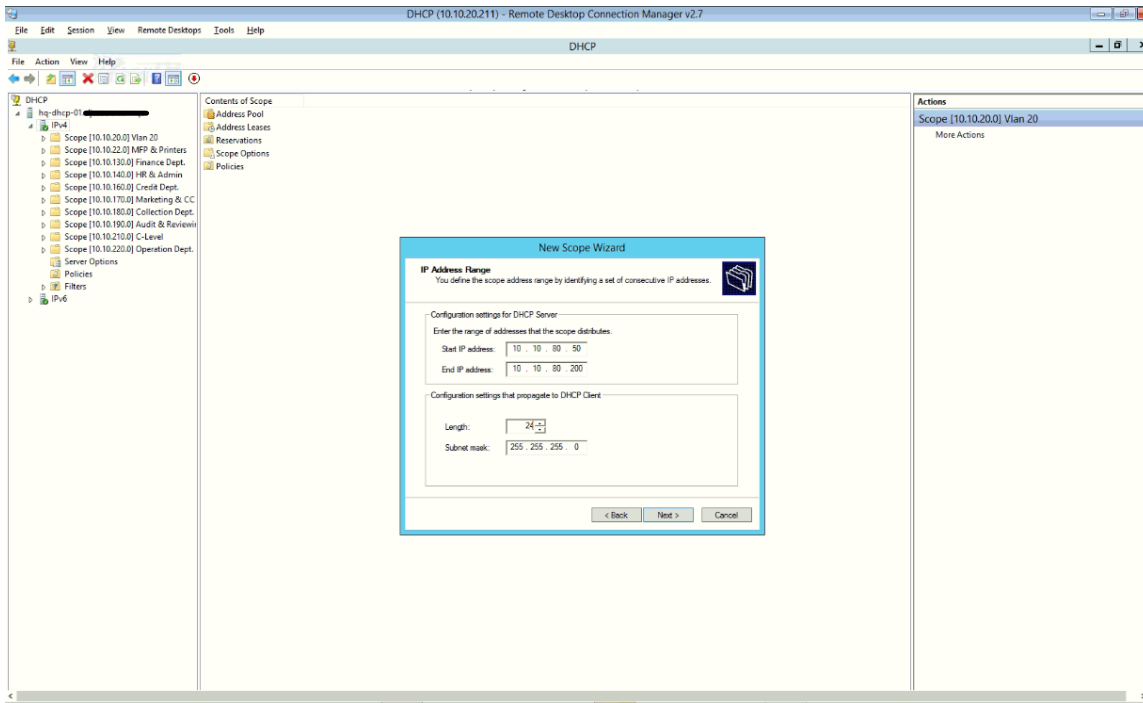 DHCP (10.10.20.211) - Remote Desktop Connection Manager v2.7
File Edit Session View Remote Desktops Tools Help
DHCP
File Action View Help
DHCP
hq-dhcp-01.
IPv4
Scope [10.10.20.0] Vlan 20
Scope [10.10.22.0] MFP & Printers
Scope [10.10.130.0] Finance Dept.
Scope [10.10.140.0] HR & Admin
Scope [10.10.160.0] Credit Dept.
Scope [10.10.170.0] Marketing & CC
Scope [10.10.180.0] Collection Dept.
Scope [10.10.190.0] Audit & Reviewin
Scope [10.10.210.0] C-Level
Scope [10.10.220.0] Operation Dept.
Server Options
Policies
Filters
IPv6
Contents of Scope
Address Pool
Address Leases
Reservations
Scope Options
Policies
New Scope Wizard
IP Address Range
You define the scope address range by identifying a set of consecutive IP addresses.
Configuration settings for DHCP Server
Enter the range of addresses that the scope distributes.
Start IP address: 10 . 10 . 80 . 50
End IP address: 10 . 10 . 80 . 200
Configuration settings that propagate to DHCP Client
Length: 24
Subnet mask: 255 . 255 . 255 . 0
< Back Next > Cancel
Actions
Scope [10.10.20.0] Vlan 20
More Actions